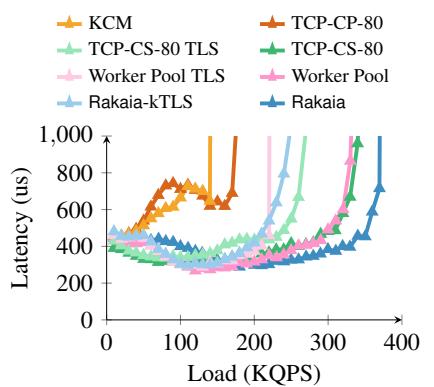 KCM TCP-CP-80
TCP-CS-80 TLS TCP-CS-80
Worker Pool TLS Worker Pool
Rakaia-kTLS Rakaia
1,000
800
600
400
200
0
Latency (us)
0 100 200 300 400
Load (KQPS)